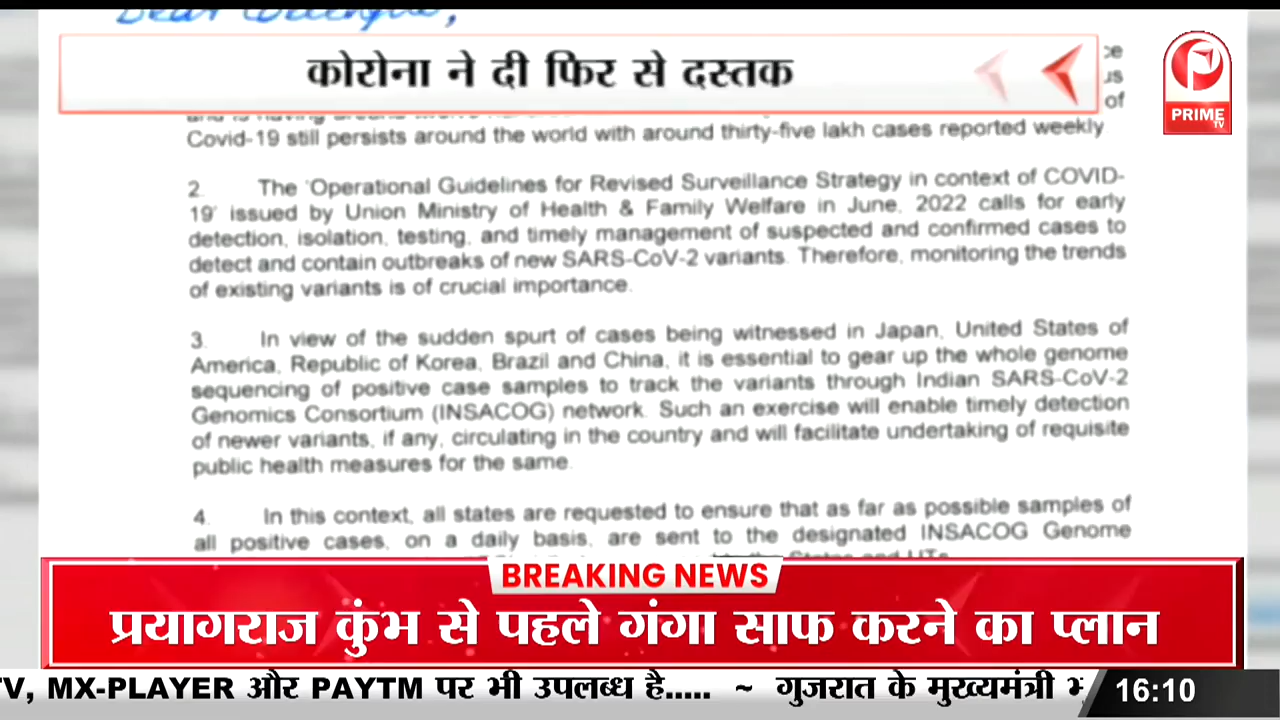 Dear Colleague,
कोरोना ने दी फिर से दस्तक
PRIME
TV
of
Covid-19 still persists around the world with around thirty-five lakh cases reported weekly
2. The 'Operational Guidelines for Revised Surveillance Strategy in context of COVID-
19' issued by Union Ministry of Health & Family Welfare in June, 2022 calls for early
detection, isolation, testing, and timely management of suspected and confirmed cases to
detect and contain outbreaks of new SARS-CoV-2 variants. Therefore, monitoring the trends
of existing variants is of crucial importance.
3. In view of the sudden spurt of cases being witnessed in Japan, United States of
America, Republic of Korea, Brazil and China, it is essential to gear up the whole genome
sequencing of positive case samples to track the variants through Indian SARS-CoV-2
Genomics Consortium (INSACOG) network. Such an exercise will enable timely detection
of newer variants, if any, circulating in the country and will facilitate undertaking of requisite
public health measures for the same.
4. In this context, all states are requested to ensure that as far as possible samples of
all positive cases, on a daily basis, are sent to the designated INSACOG Genome
BREAKING NEWS
प्रयागराज कुंभ से पहले गंगा साफ करने का प्लान
TV, MX-PLAYER और PAYTM पर भी उपलब्ध है..... ~ गुजरात के मुख्यमंत्री
16:10